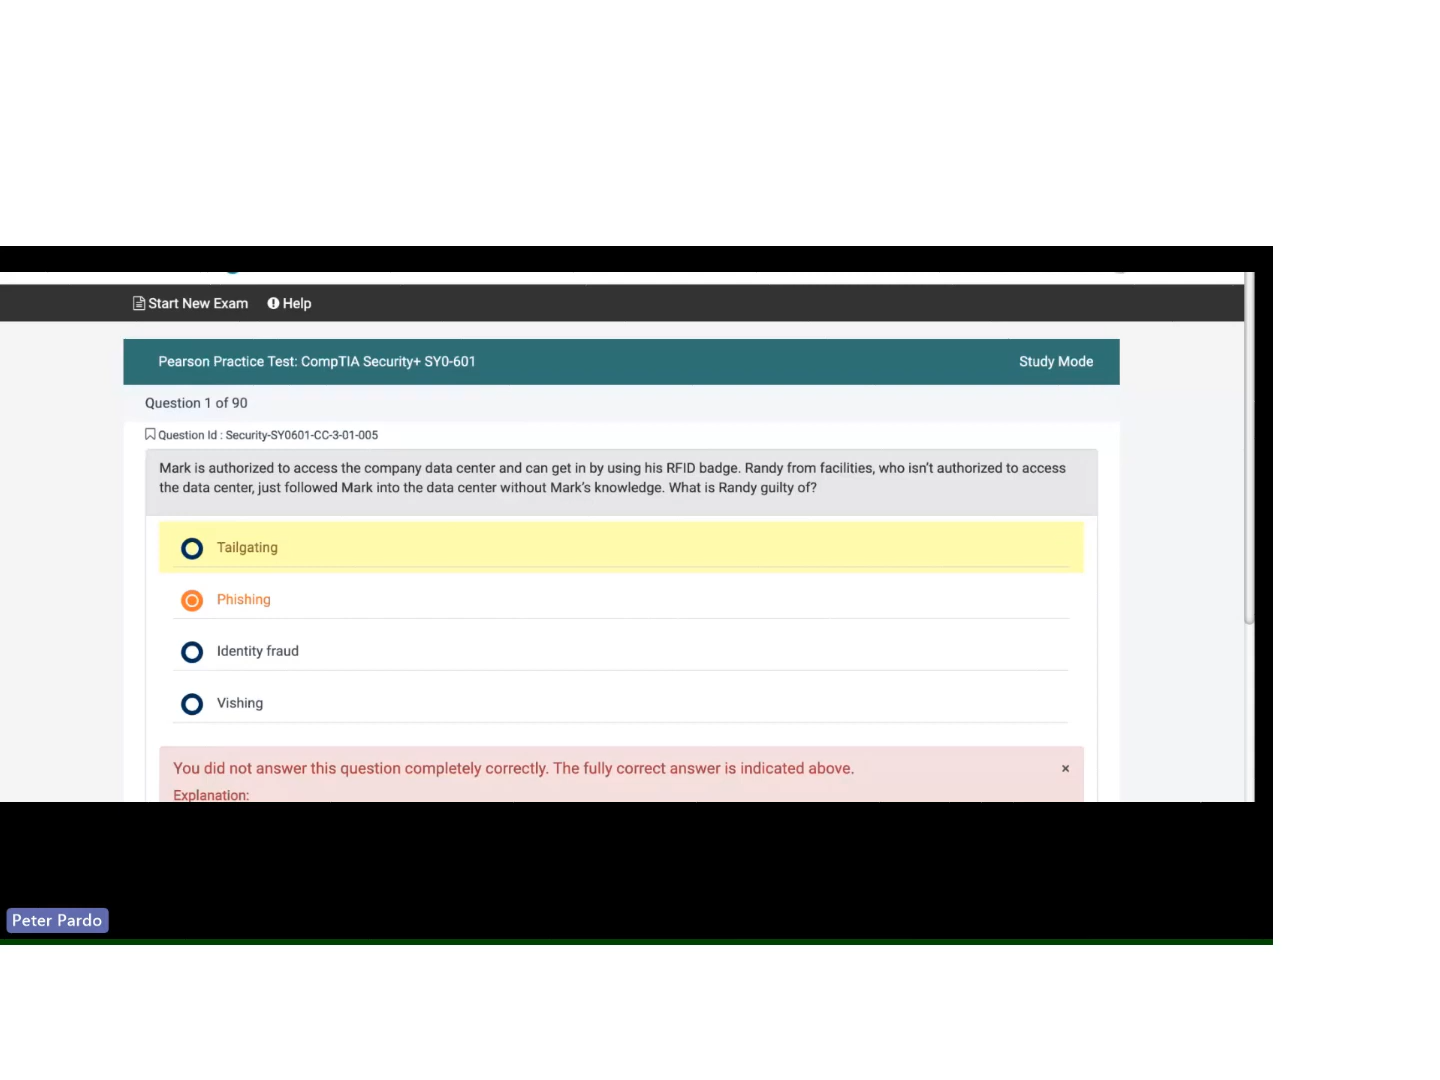 Start New Exam Help
Pearson Practice Test: CompTIA Security+ SY0-601 Study Mode
Question 1 of 90
Question Id : Security-SY0601-CC-3-01-005
Mark is authorized to access the company data center and can get in by using his RFID badge. Randy from facilities, who isn't authorized to access
the data center, just followed Mark into the data center without Mark's knowledge. What is Randy guilty of?
Tailgating
Phishing
Identity fraud
Vishing
You did not answer this question completely correctly. The fully correct answer is indicated above. ×
Explanation:
Peter Pardo